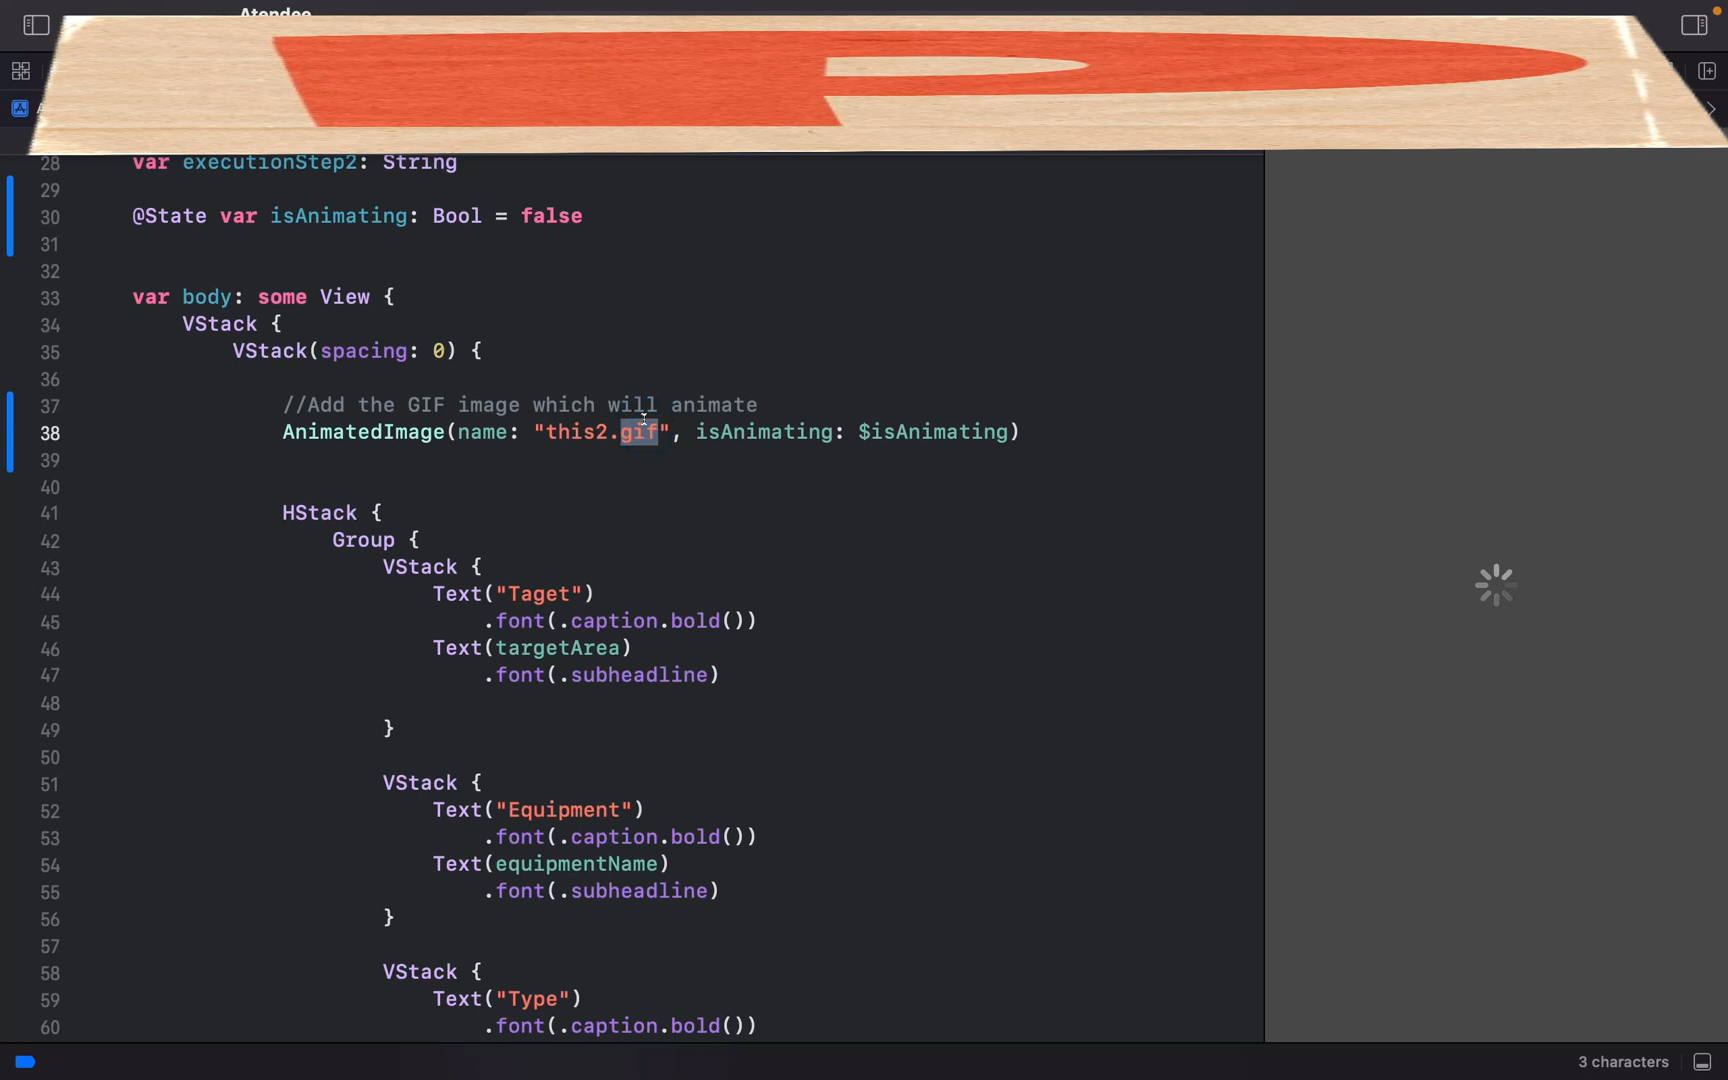 Atendee
P
28 var executionStep2: String
29
30 @State var isAnimating: Bool = false
31
32
33 var body: some View {
34 VStack {
35 VStack(spacing: 0) {
36
37 //Add the GIF image which will animate
38 AnimatedImage(name: "this2.gif", isAnimating: $isAnimating)
39
40
41 HStack {
42 Group {
43 VStack {
44 Text("Taget")
45 .font(.caption.bold())
46 Text(targetArea)
47 .font(.subheadline)
48
49 }
50
51 VStack {
52 Text("Equipment")
53 .font(.caption.bold())
54 Text(equipmentName)
55 .font(.subheadline)
56 }
57
58 VStack {
59 Text("Type")
60 .font(.caption.bold())
3 characters